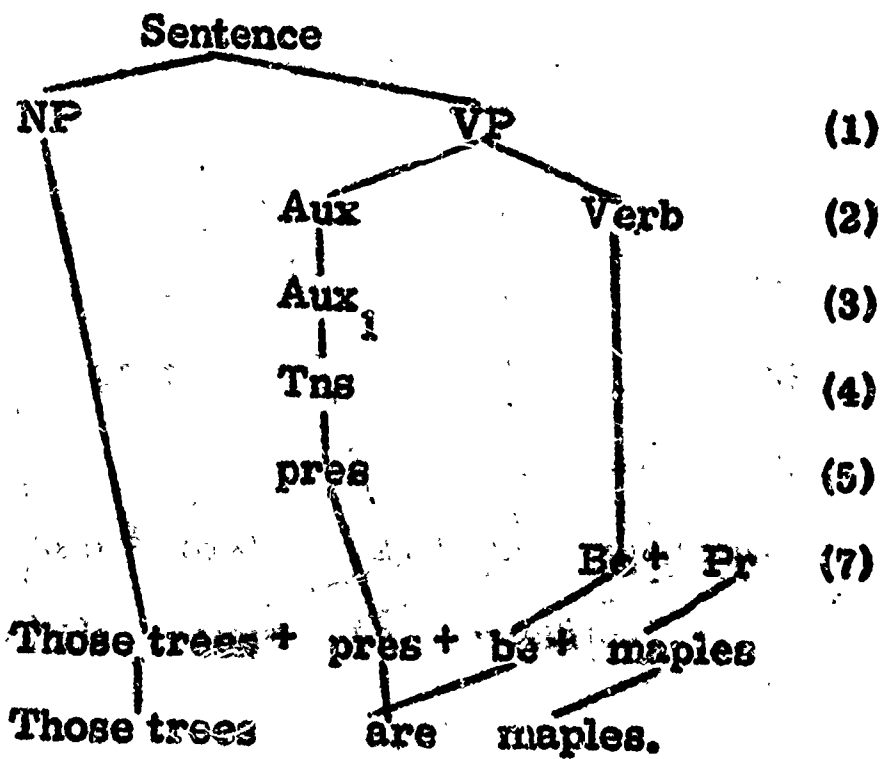 Sentence
NP VP (1)
Aux Verb (2)
Aux (3)
Tns (4)
pres (5)
Be + Pr (7)
Those trees + pres + be + maples
Those trees are maples.